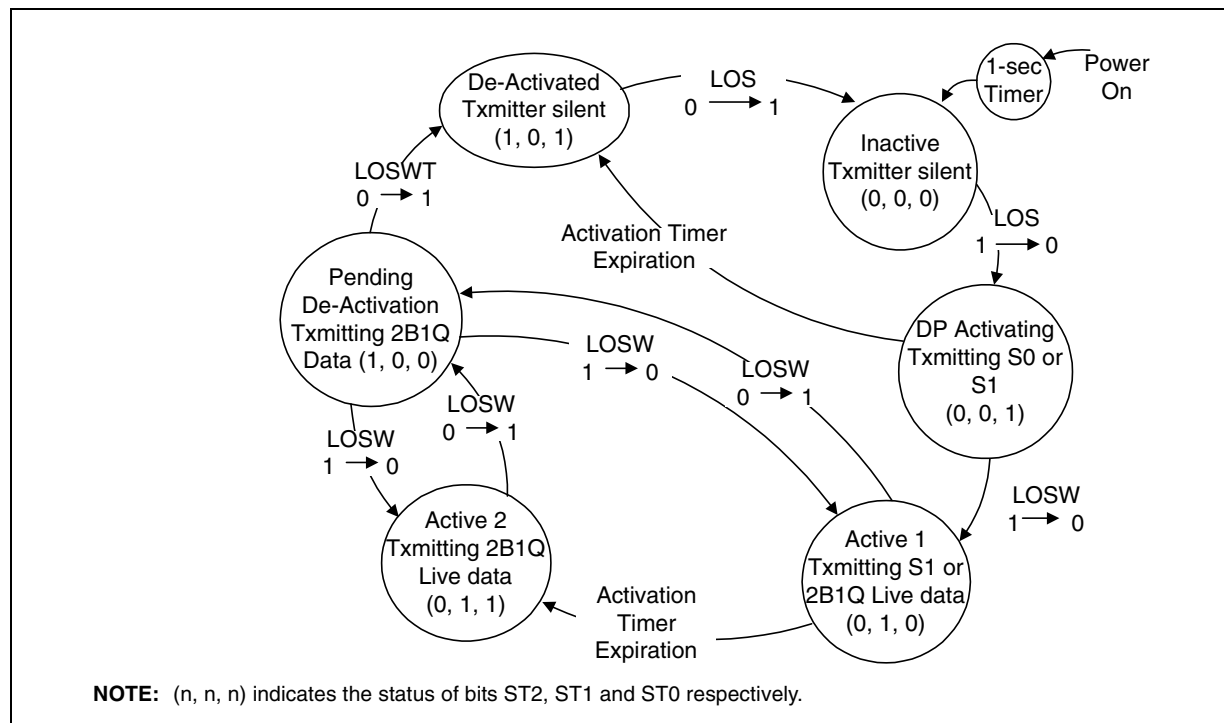 De-Activated
Txmitter silent
(1, 0, 1)
LOS
0 → 1
1-sec
Timer
Power
On
Inactive
Txmitter silent
(0, 0, 0)
LOSWT
0 → 1
LOS
1 → 0
Activation Timer
Expiration
Pending
De-Activation
Txmitting 2B1Q
Data (1, 0, 0)
DP Activating
Txmitting S0 or
S1
(0, 0, 1)
LOSW
1 → 0
LOSW
0 → 1
LOSW
0 → 1
LOSW
1 → 0
LOSW
1 → 0
Active 2
Txmitting 2B1Q
Live data
(0, 1, 1)
Activation
Timer
Expiration
Active 1
Txmitting S1 or
2B1Q Live data
(0, 1, 0)
NOTE: (n, n, n) indicates the status of bits ST2, ST1 and ST0 respectively.